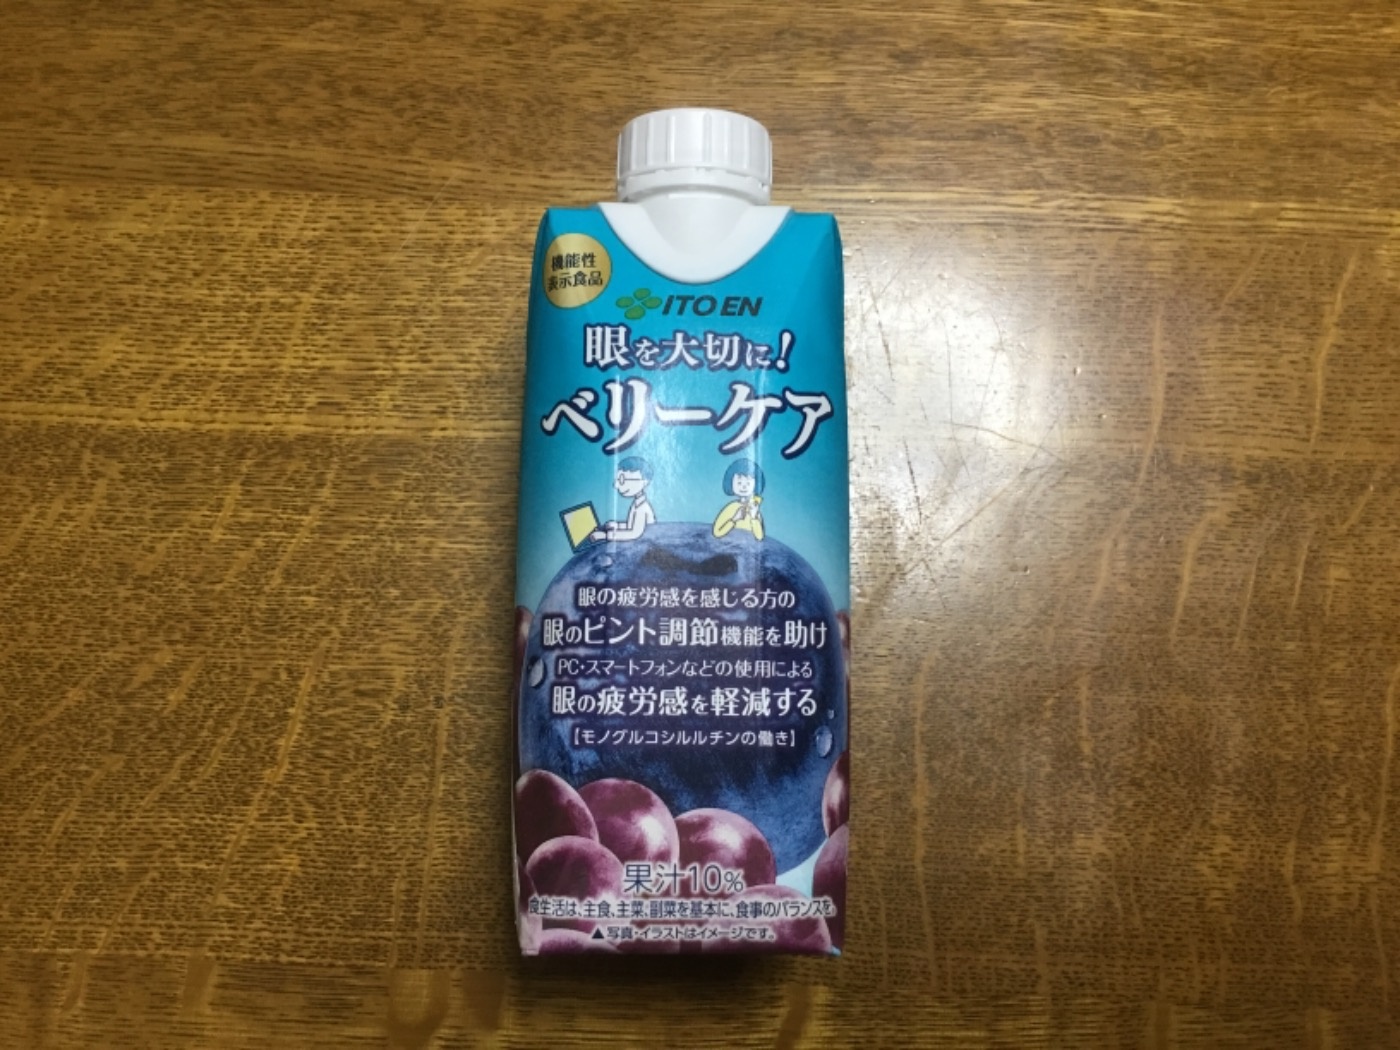 機能性
表示食品
ITO EN
眼を大切に!
ベリーケア
眼の疲労感を感じる方の
眼のピント調節機能を助け
PC・スマートフォンなどの使用による
眼の疲労感を軽減する
【モノグルコシルルチンの働き】
果汁10%
食生活は、主食、主菜、副菜を基本に、食事のバランスを。
▲写真・イラストはイメージです。